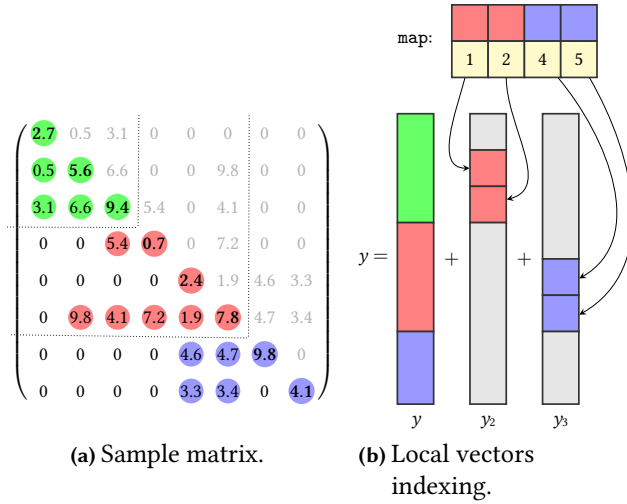 map:
1 2 4 5
2.7 0.5 3.1 0 0 0 0 0
0.5 5.6 6.6 0 0 9.8 0 0
3.1 6.6 9.4 5.4 0 4.1 0 0
0 0 5.4 0.7 0 7.2 0 0
0 0 0 0 2.4 1.9 4.6 3.3
0 9.8 4.1 7.2 1.9 7.8 4.7 3.4
0 0 0 0 4.6 4.7 9.8 0
0 0 0 0 3.3 3.4 0 4.1
y = + +
y y₂ y₃
(a) Sample matrix.
(b) Local vectors
indexing.